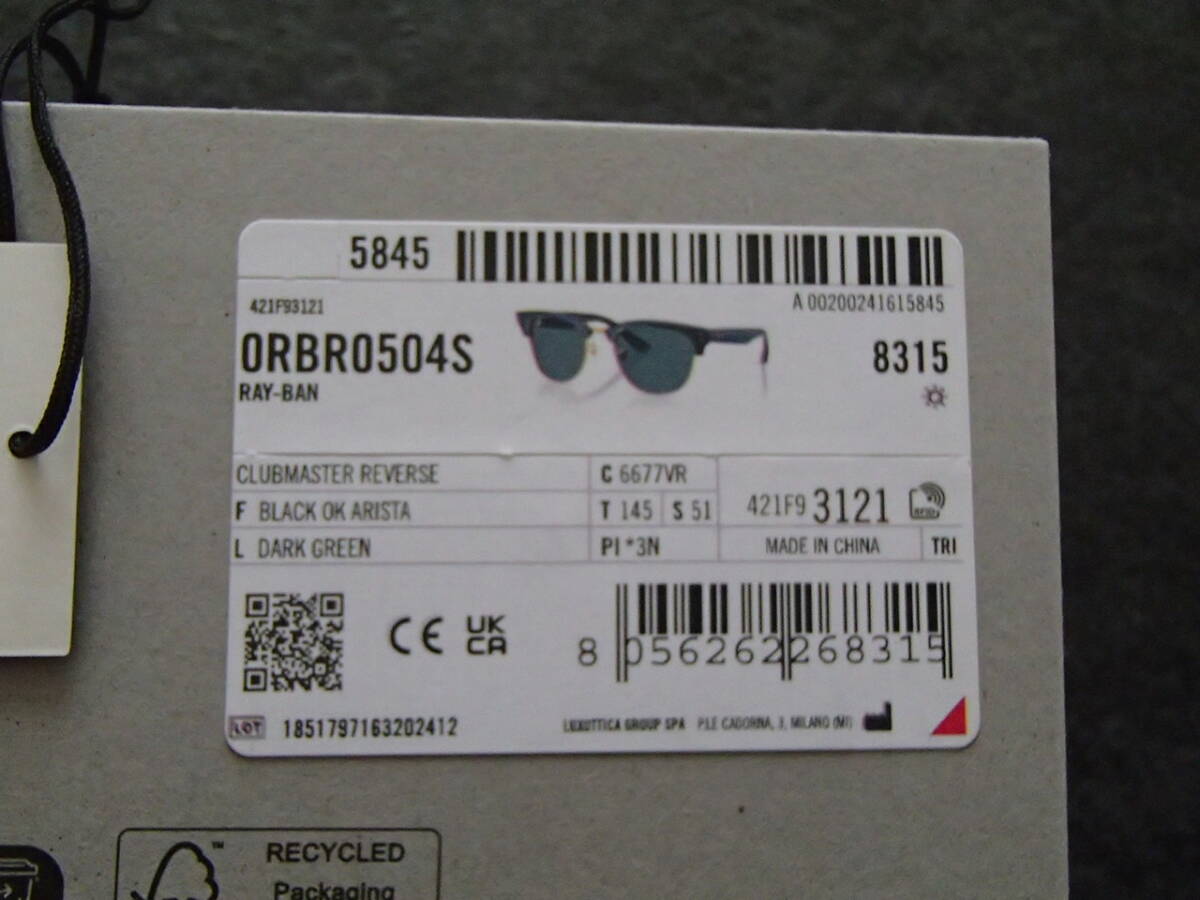 5845
421F93121
A 00200241615845
0RBR0504S
8315
RAY-BAN
CLUBMASTER REVERSE
C 6677VR
F BLACK OK ARISTA
T 145
S 51
421F9 3121
RFID
L DARK GREEN
PI *3N
MADE IN CHINA
TRI
CE
UK
CA
8 056262 268315
LOT 1851797163202412
LUXOTTICA GROUP SPA P.LE CADORNA, 3, MILANO (MI)
TM
RECYCLED
Packaging